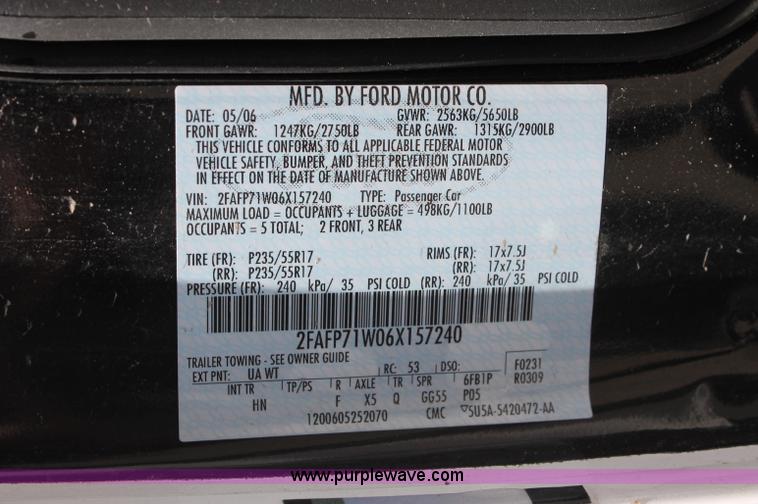 MFD. BY FORD MOTOR CO.
DATE: 05/06 GVWR: 2563KG/5650LB
FRONT GAWR: 1247KG/2750LB REAR GAWR: 1315KG/2900LB
THIS VEHICLE CONFORMS TO ALL APPLICABLE FEDERAL MOTOR
VEHICLE SAFETY, BUMPER, AND THEFT PREVENTION STANDARDS
IN EFFECT ON THE DATE OF MANUFACTURE SHOWN ABOVE.
VIN: 2FAFP71W06X157240 TYPE: Passenger Car
MAXIMUM LOAD = OCCUPANTS + LUGGAGE = 498KG/1100LB
OCCUPANTS = 5 TOTAL; 2 FRONT, 3 REAR
TIRE (FR): P235/55R17 RIMS (FR): 17x7.5J
(RR): P235/55R17 (RR): 17x7.5J
PRESSURE (FR): 240 kPa/ 35 PSI COLD (RR): 240 kPa/ 35 PSI COLD
2FAFP71W06X157240
TRAILER TOWING - SEE OWNER GUIDE
EXT PNT: UA WT RC: 53 DSO: F0231
INT TR TP/PS R AXLE TR SPR 6FB1P R0309
HN F X5 Q GG55 P05
1200605252070 CMC 5U5A-5420472-AA
www.purplewave.com